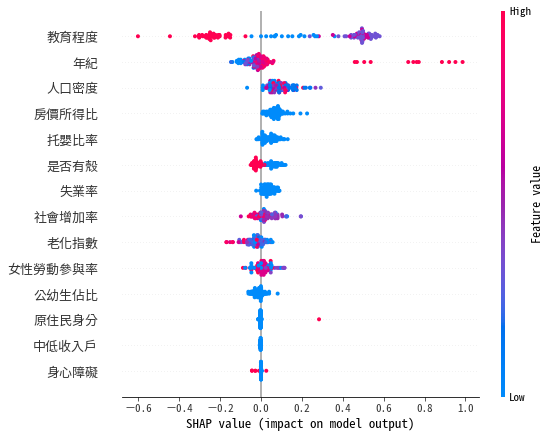 High
教育程度
年紀
人口密度
房價所得比
托嬰比率
是否有殼
失業率
社會增加率
老化指數
女性勞動參與率
公幼生佔比
原住民身分
中低收入戶
身心障礙
Feature value
Low
−0.6 −0.4 −0.2 0.0 0.2 0.4 0.6 0.8 1.0
SHAP value (impact on model output)